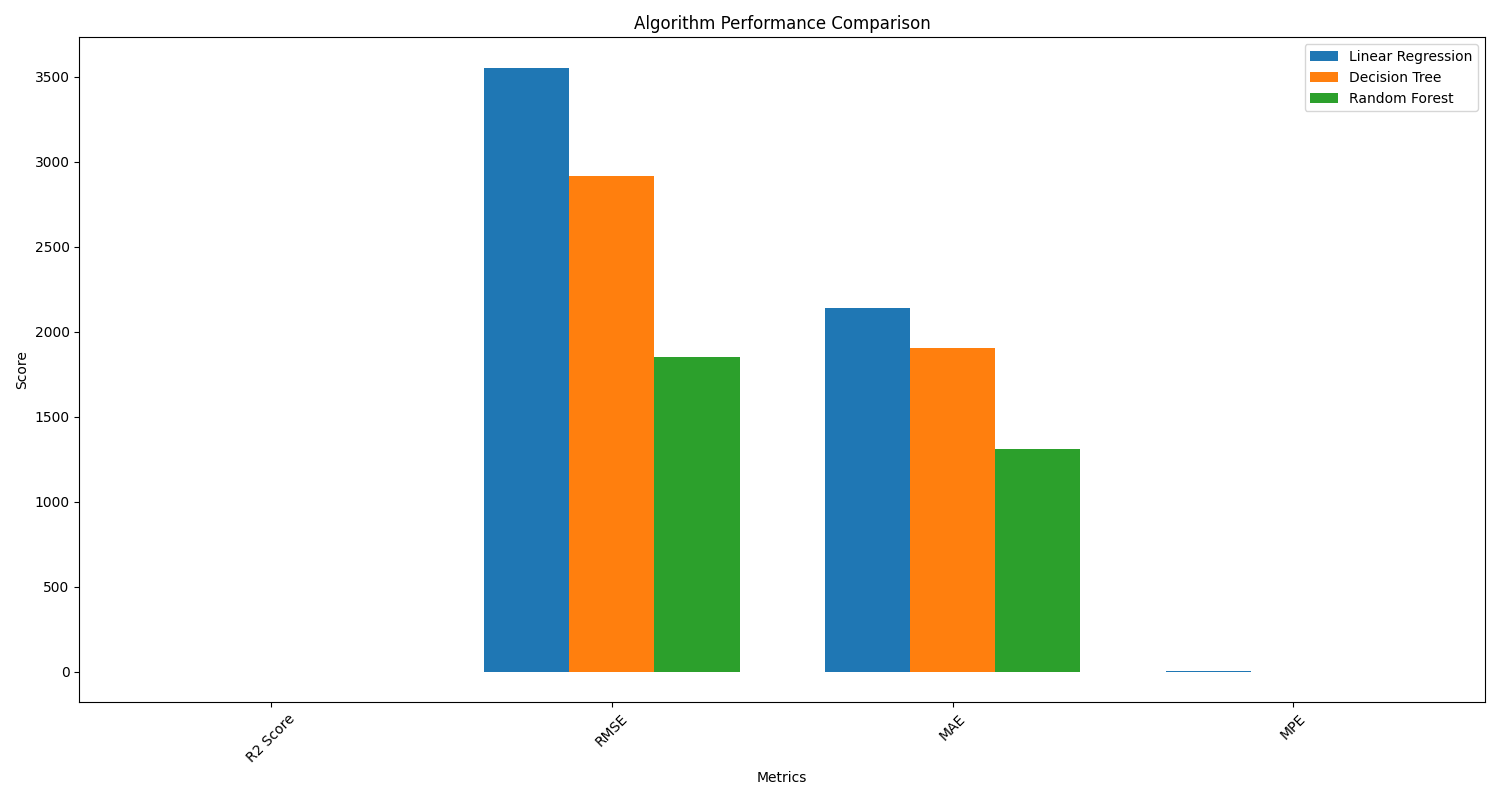 Algorithm Performance Comparison
Linear Regression
Decision Tree
Random Forest
3500
3000
2500
2000
1500
1000
500
0
Score
R2 Score
RMSE
MAE
MPE
Metrics